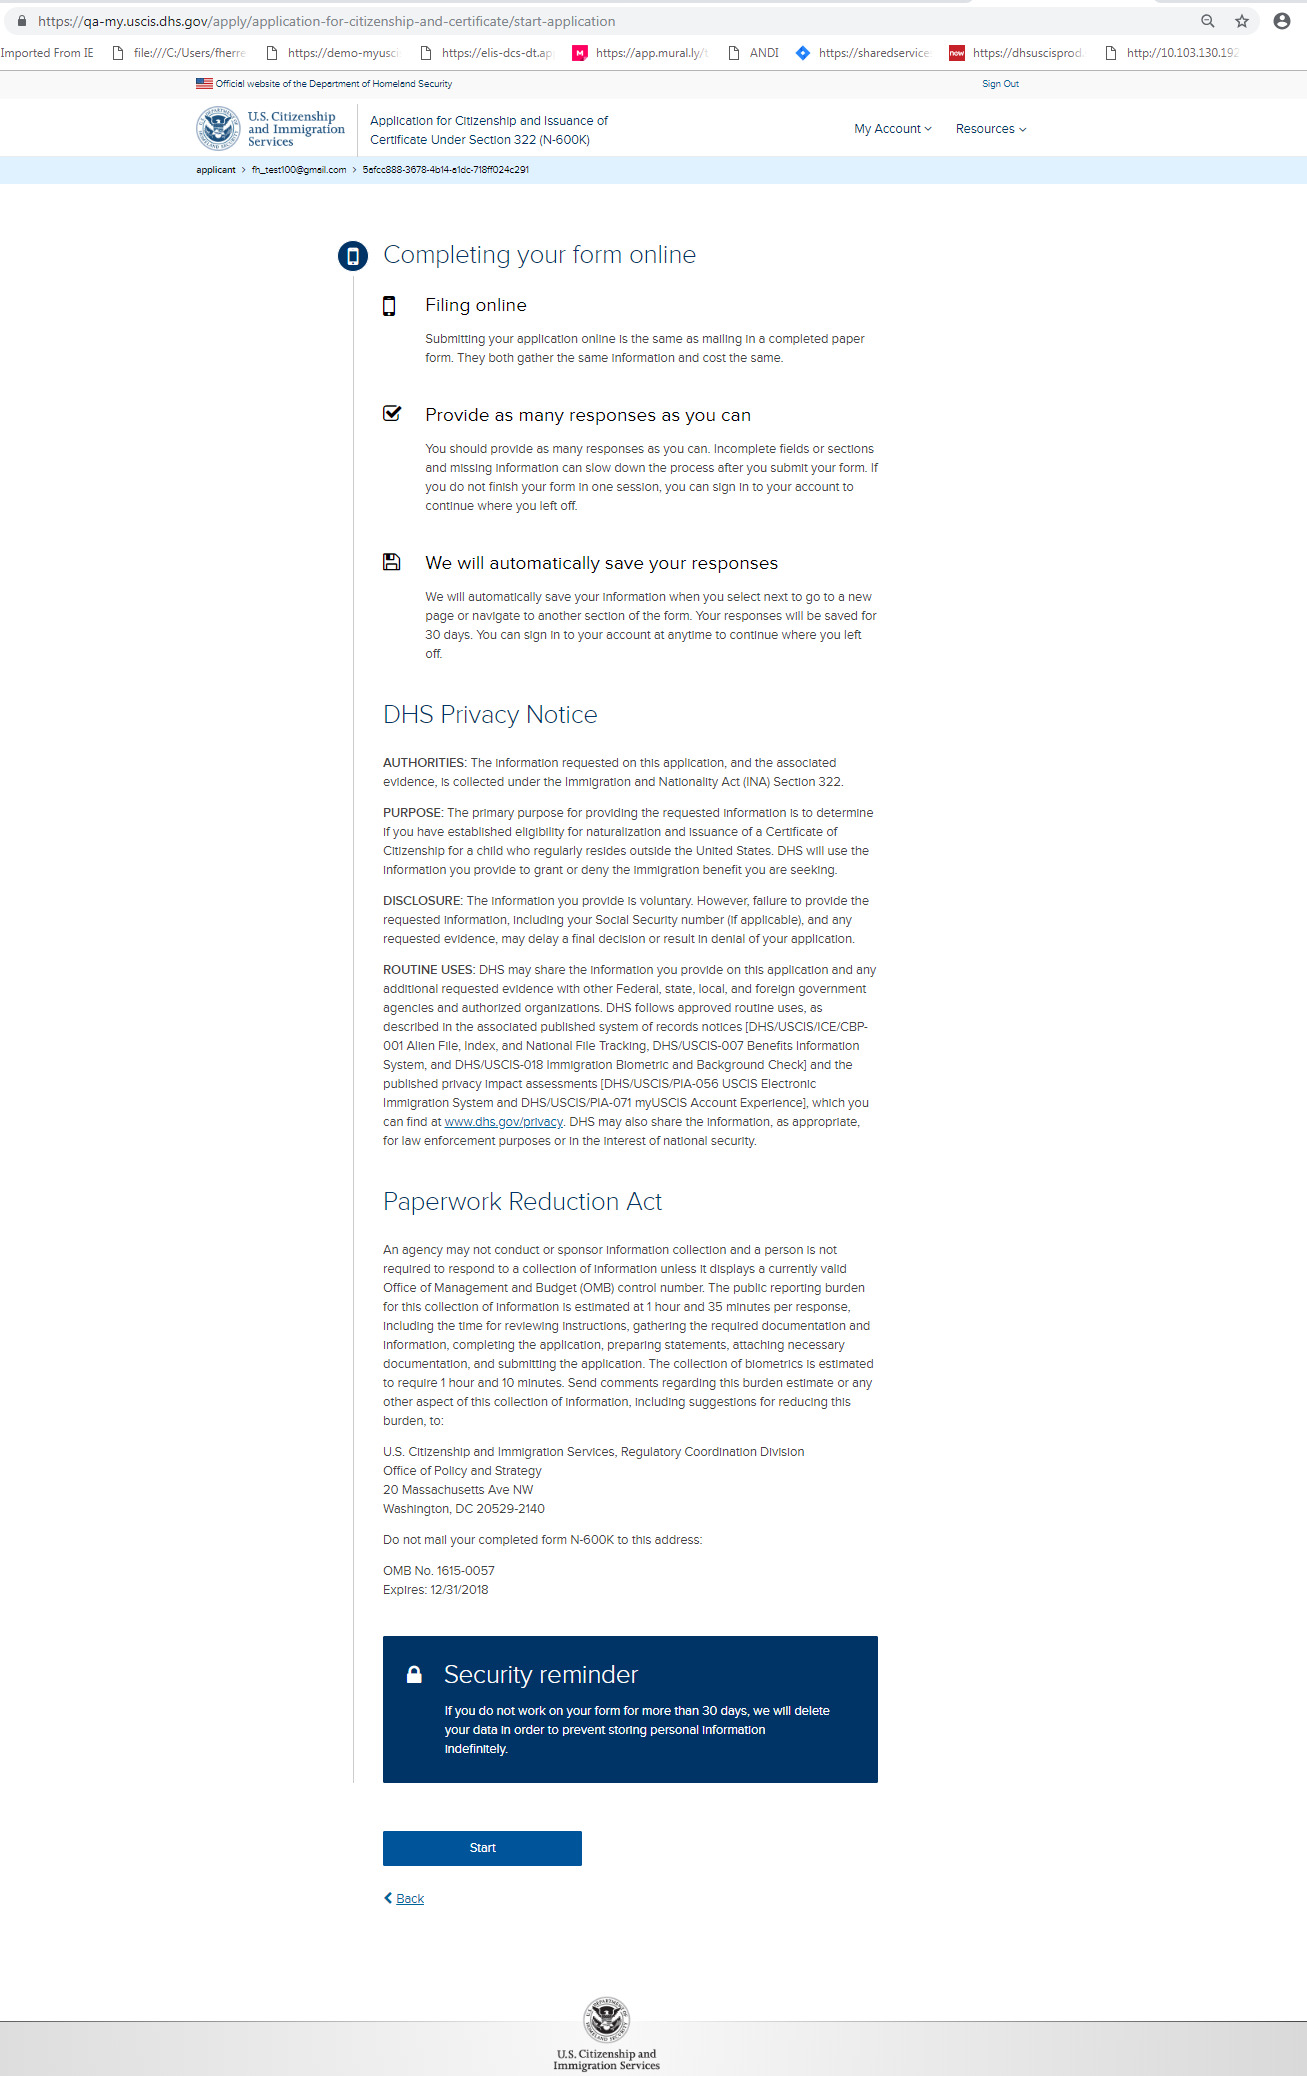 https://qa-my.uscis.dhs.gov/apply/application-for-citizenship-and-certificate/start-application
Imported From IE file:///C:/Users/fherre https://demo-myusci https://elis-dcs-dt.ap https://app.mural.ly/t ANDI https://sharedservice https://dhsuscisprod. http://10.103.130.192
Official website of the Department of Homeland Security Sign Out
U.S. Citizenship
and Immigration
Services
Application for Citizenship and Issuance of
Certificate Under Section 322 (N-600K)
My Account Resources
applicant > fh_test100@gmail.com > 5afcc888-3678-4b14-a1dc-718ff024c291
Completing your form online
Filing online
Submitting your application online is the same as mailing in a completed paper
form. They both gather the same information and cost the same.
Provide as many responses as you can
You should provide as many responses as you can. Incomplete fields or sections
and missing information can slow down the process after you submit your form. If
you do not finish your form in one session, you can sign in to your account to
continue where you left off.
We will automatically save your responses
We will automatically save your information when you select next to go to a new
page or navigate to another section of the form. Your responses will be saved for
30 days. You can sign in to your account at anytime to continue where you left
off.
DHS Privacy Notice
AUTHORITIES: The information requested on this application, and the associated
evidence, is collected under the Immigration and Nationality Act (INA) Section 322.
PURPOSE: The primary purpose for providing the requested information is to determine
if you have established eligibility for naturalization and issuance of a Certificate of
Citizenship for a child who regularly resides outside the United States. DHS will use the
information you provide to grant or deny the immigration benefit you are seeking.
DISCLOSURE: The information you provide is voluntary. However, failure to provide the
requested information, including your Social Security number (if applicable), and any
requested evidence, may delay a final decision or result in denial of your application.
ROUTINE USES: DHS may share the information you provide on this application and any
additional requested evidence with other Federal, state, local, and foreign government
agencies and authorized organizations. DHS follows approved routine uses, as
described in the associated published system of records notices [DHS/USCIS/ICE/CBP-
001 Alien File, Index, and National File Tracking, DHS/USCIS-007 Benefits Information
System, and DHS/USCIS-018 Immigration Biometric and Background Check] and the
published privacy impact assessments [DHS/USCIS/PIA-056 USCIS Electronic
Immigration System and DHS/USCIS/PIA-071 myUSCIS Account Experience], which you
can find at www.dhs.gov/privacy. DHS may also share the information, as appropriate,
for law enforcement purposes or in the interest of national security.
Paperwork Reduction Act
An agency may not conduct or sponsor information collection and a person is not
required to respond to a collection of information unless it displays a currently valid
Office of Management and Budget (OMB) control number. The public reporting burden
for this collection of information is estimated at 1 hour and 35 minutes per response,
including the time for reviewing instructions, gathering the required documentation and
information, completing the application, preparing statements, attaching necessary
documentation, and submitting the application. The collection of biometrics is estimated
to require 1 hour and 10 minutes. Send comments regarding this burden estimate or any
other aspect of this collection of information, including suggestions for reducing this
burden, to:
U.S. Citizenship and Immigration Services, Regulatory Coordination Division
Office of Policy and Strategy
20 Massachusetts Ave NW
Washington, DC 20529-2140
Do not mail your completed form N-600K to this address:
OMB No. 1615-0057
Expires: 12/31/2018
Security reminder
If you do not work on your form for more than 30 days, we will delete
your data in order to prevent storing personal information
indefinitely.
Start
Back
U.S. Citizenship and
Immigration Services